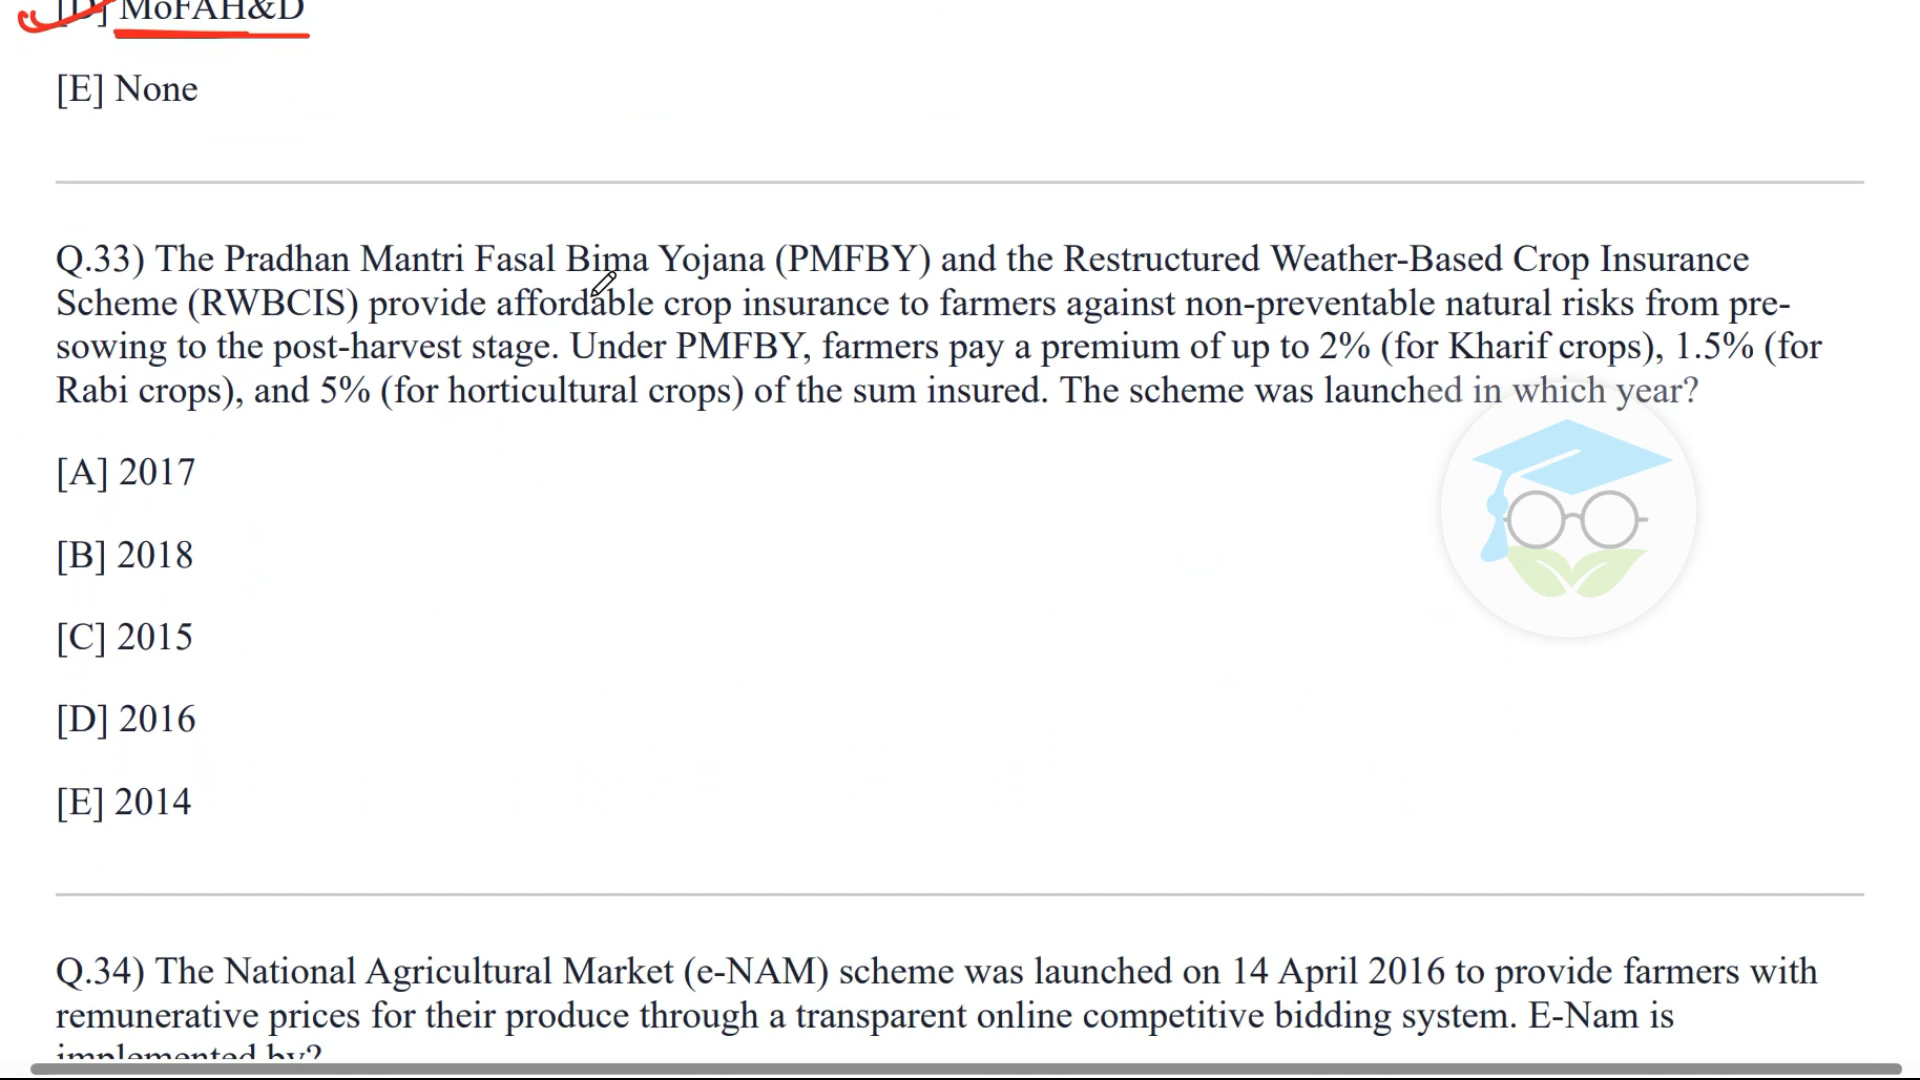 [D] MoFAH&D
[E] None
Q.33) The Pradhan Mantri Fasal Bima Yojana (PMFBY) and the Restructured Weather-Based Crop Insurance
Scheme (RWBCIS) provide affordable crop insurance to farmers against non-preventable natural risks from pre-
sowing to the post-harvest stage. Under PMFBY, farmers pay a premium of up to 2% (for Kharif crops), 1.5% (for
Rabi crops), and 5% (for horticultural crops) of the sum insured. The scheme was launched in which year?
[A] 2017
[B] 2018
[C] 2015
[D] 2016
[E] 2014
Q.34) The National Agricultural Market (e-NAM) scheme was launched on 14 April 2016 to provide farmers with
remunerative prices for their produce through a transparent online competitive bidding system. E-Nam is
implemented by?